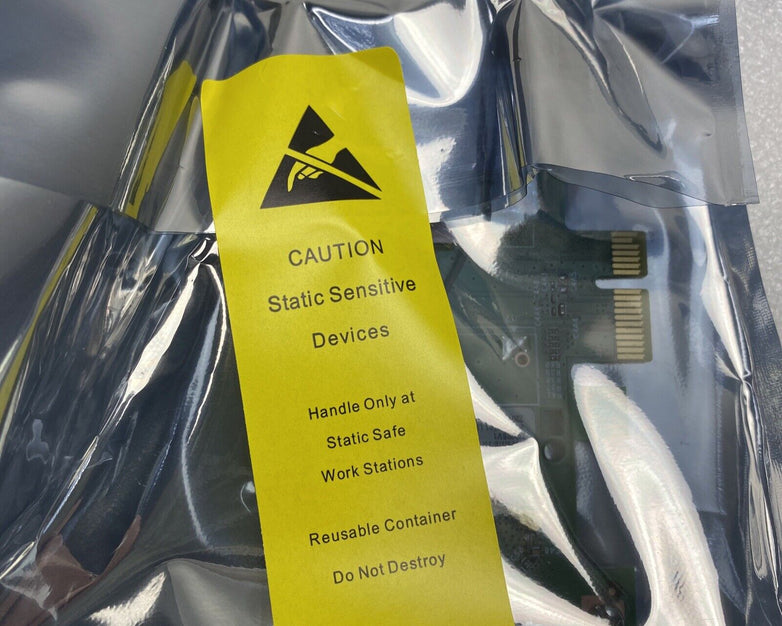 CAUTION
Static Sensitive
Devices
Handle Only at
Static Safe
Work Stations
Reusable Container
Do Not Destroy